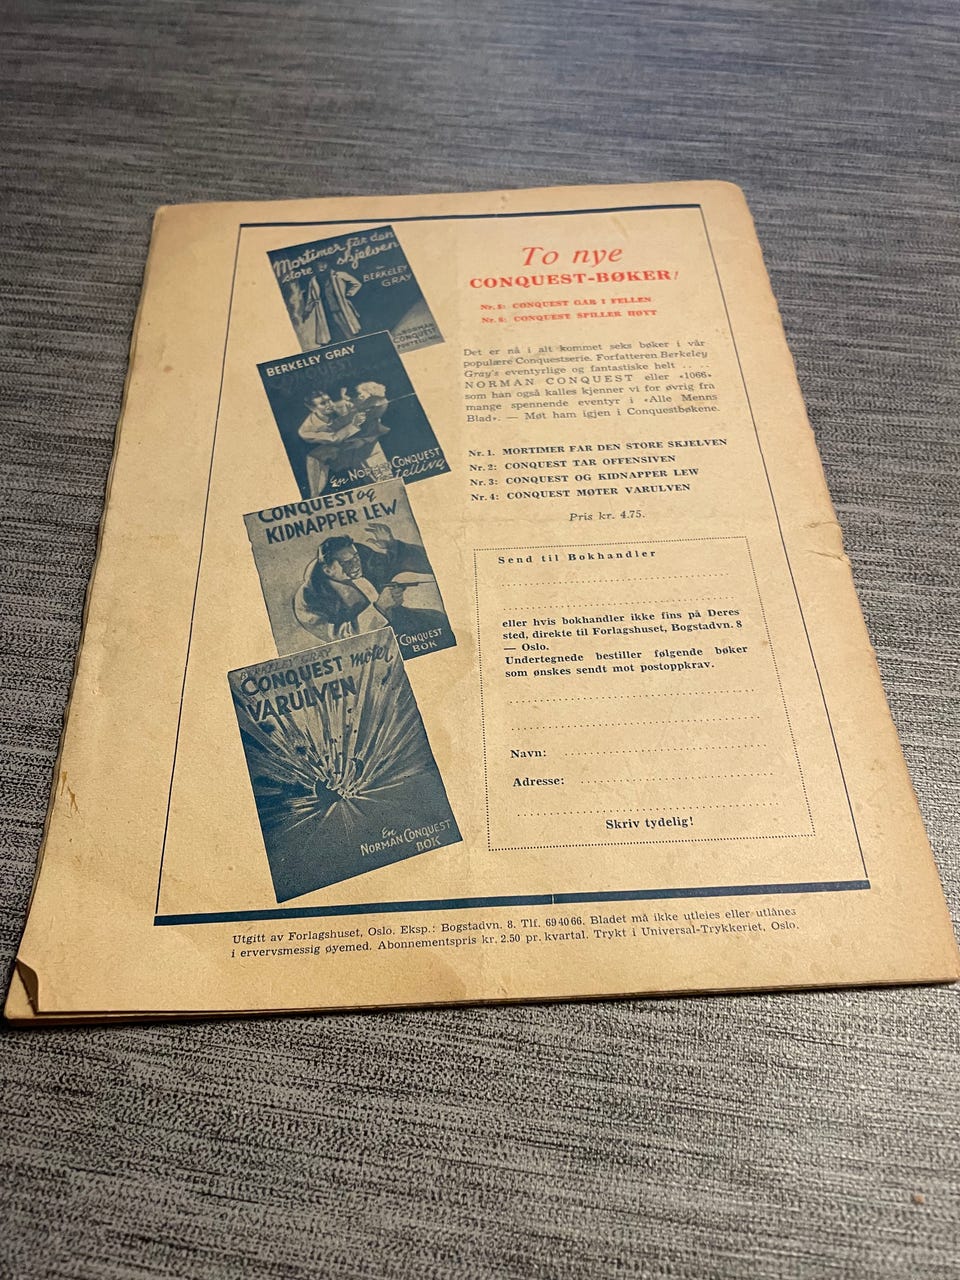 Mortimer får den
store skjelven
BERKELEY
GRAY
EN NORMAN
CONQUEST
FORTELLING
BERKELEY GRAY
En NORMAN CONQUEST
fortelling
CONQUEST og
KIDNAPPER LEW
CONQUEST
BOK
BERKELEY GRAY
CONQUEST møter
VARULVEN
En
NORMAN CONQUEST
BOK
To nye
CONQUEST-BØKER!
Nr. 5: CONQUEST GÅR I FELLEN
Nr. 6: CONQUEST SPILLER HØYT
Det er nå i alt kommet seks bøker i vår
populære Conquestserie. Forfatteren Berkeley
Gray's eventyrlige og fantastiske helt .. ..
NORMAN CONQUEST eller «1066»
som han også kalles kjenner vi for øvrig fra
mange spennende eventyr i «Alle Menns
Blad». — Møt ham igjen i Conquestbøkene.
Nr. 1. MORTIMER FÅR DEN STORE SKJELVEN
Nr. 2: CONQUEST TAR OFFENSIVEN
Nr. 3: CONQUEST OG KIDNAPPER LEW
Nr. 4: CONQUEST MØTER VARULVEN
Pris kr. 4.75.
Send til Bokhandler
eller hvis bokhandler ikke fins på Deres
sted, direkte til Forlagshuset, Bogstadvn. 8
— Oslo.
Undertegnede bestiller følgende bøker
som ønskes sendt mot postoppkrav.
Navn:
Adresse:
Skriv tydelig!
Utgitt av Forlagshuset, Oslo. Eksp.: Bogstadvn. 8. Tlf. 69 40 66. Bladet må ikke utleies eller utlånes
i ervervsmessig øyemed. Abonnementspris kr. 2.50 pr. kvartal. Trykt i Universal-Trykkeriet, Oslo.